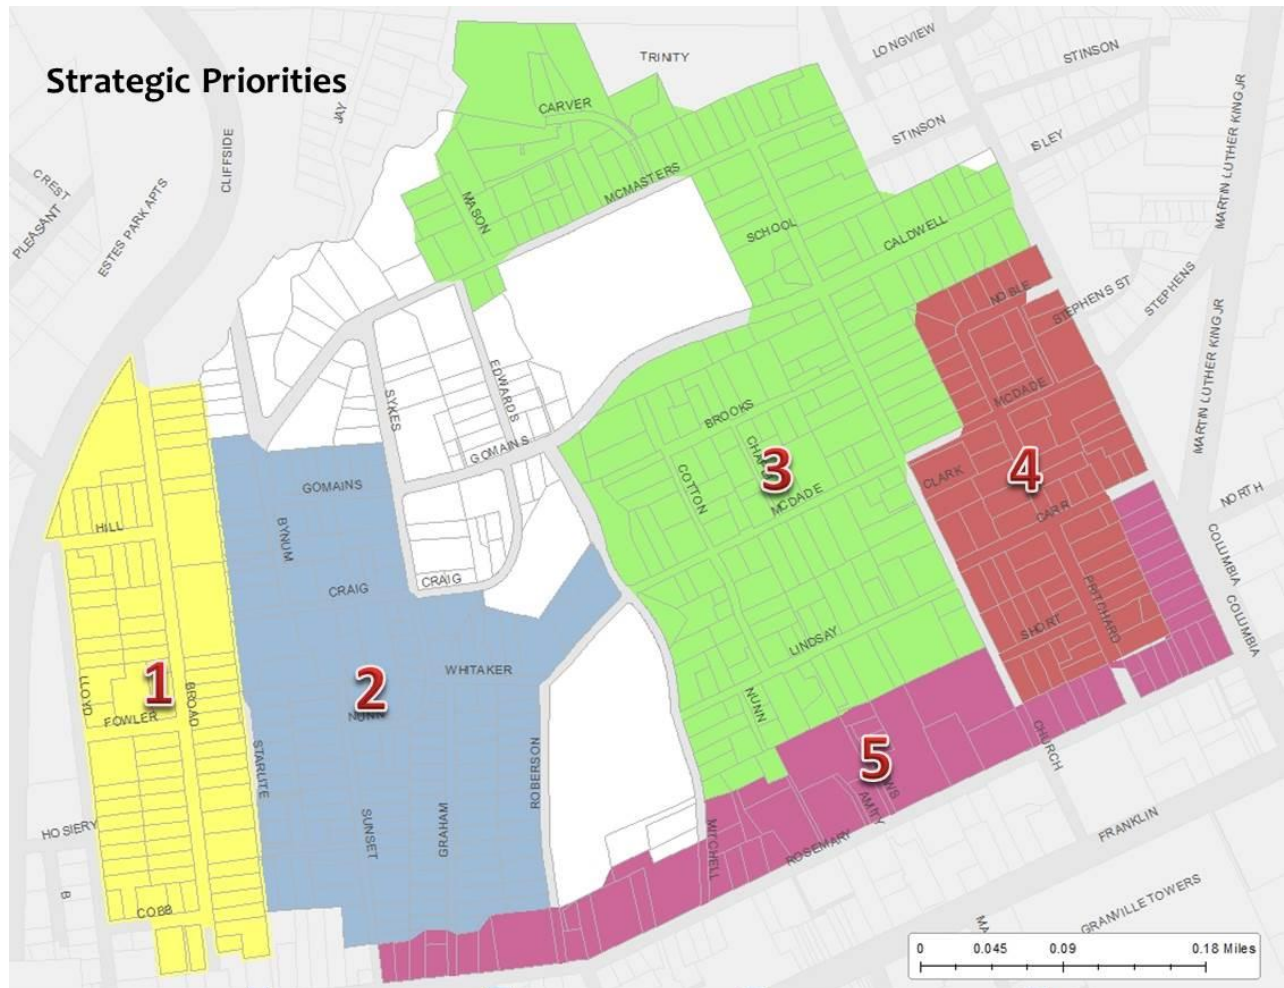 Strategic Priorities
TRINITY
LONGVIEW
STINSON
CARVER
JAY
CLIFFSIDE
STINSON
ISLEY
MARTIN LUTHER KING JR
CREST
PLEASANT
ESTES PARK APTS
MASON
MCMASTERS
SCHOOL
CALDWELL
NOBLE
STEPHENS ST
STEPHENS
MARTIN LUTHER KING JR
SYKES
EDWARDS
BROOKS
MCDADE
GOMAINS
COTTON
3
MCDADE
CLARK
4
CARR
NORTH
GOMAINS
HILL
BYNUM
CRAIG
CRAIG
COLUMBIA
COLUMBIA
PRITCHARD
SHORT
LINDSAY
WHITAKER
1
2
NUNN
LLOYD
BROAD
FOWLER
NUNN
STARLITE
ROBERSON
5
CHURCH
AMITY
HOSIERY
SUNSET
GRAHAM
MITCHELL
ROSEMARY
FRANKLIN
B
COBB
GRANVILLE TOWERS
0 0.045 0.09 0.18 Miles